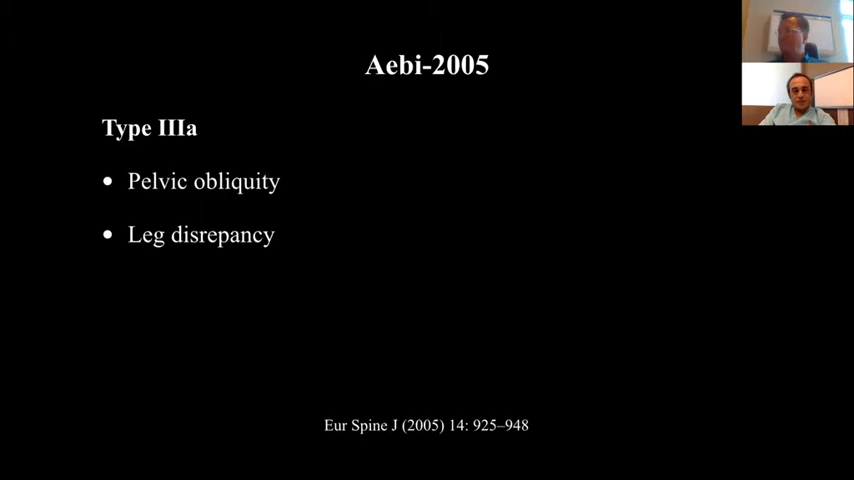 Aebi-2005
Type IIIa
• Pelvic obliquity
• Leg disrepancy
Eur Spine J (2005) 14: 925–948